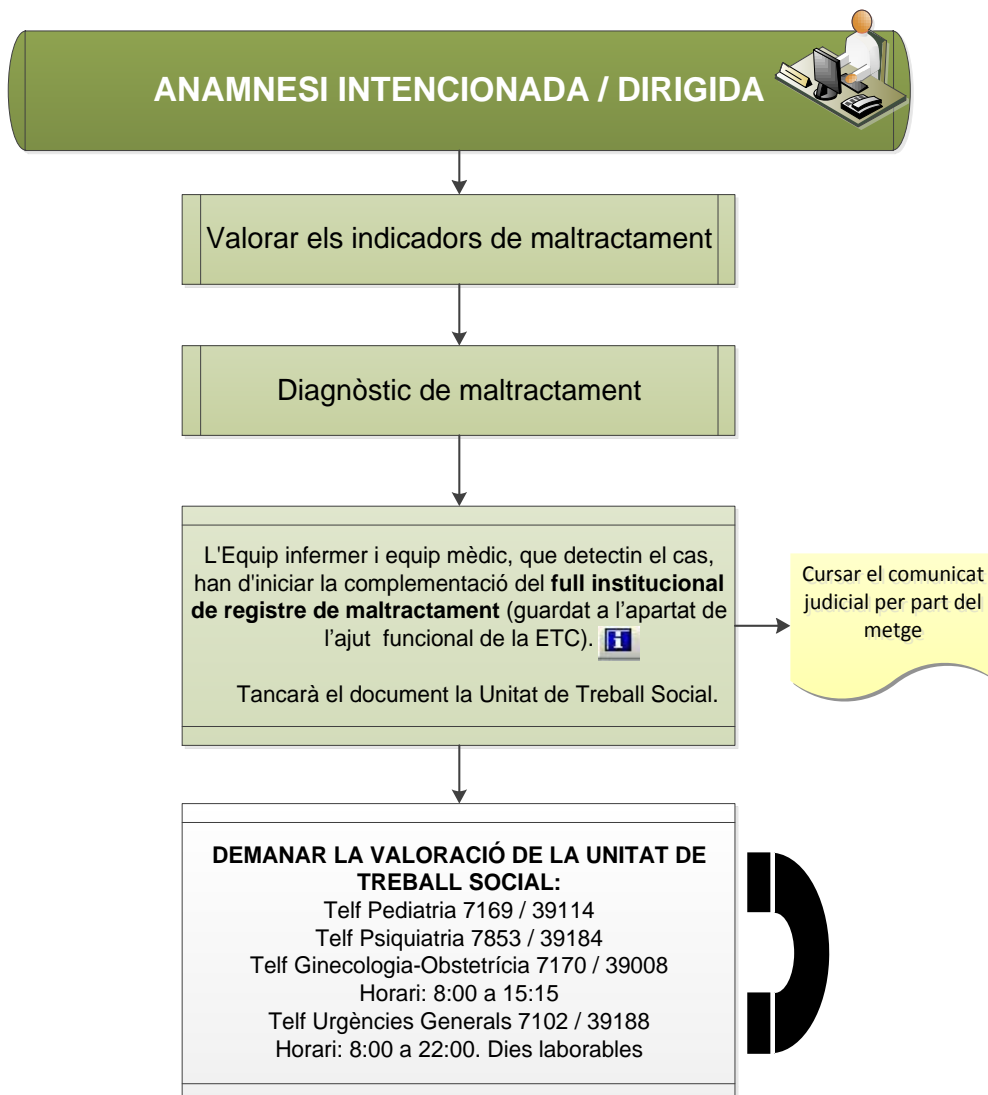 ANAMNESI INTENCIONADA / DIRIGIDA
Valorar els indicadors de maltractament
Diagnòstic de maltractament
L'Equip infermer i equip mèdic, que detectin el cas,
han d'iniciar la complementació del full institucional
de registre de maltractament (guardat a l’apartat de
l’ajut funcional de la ETC).
Tancarà el document la Unitat de Treball Social.
Cursar el comunicat
judicial per part del
metge
DEMANAR LA VALORACIÓ DE LA UNITAT DE
TREBALL SOCIAL:
Telf Pediatria 7169 / 39114
Telf Psiquiatria 7853 / 39184
Telf Ginecologia-Obstetrícia 7170 / 39008
Horari: 8:00 a 15:15
Telf Urgències Generals 7102 / 39188
Horari: 8:00 a 22:00. Dies laborables